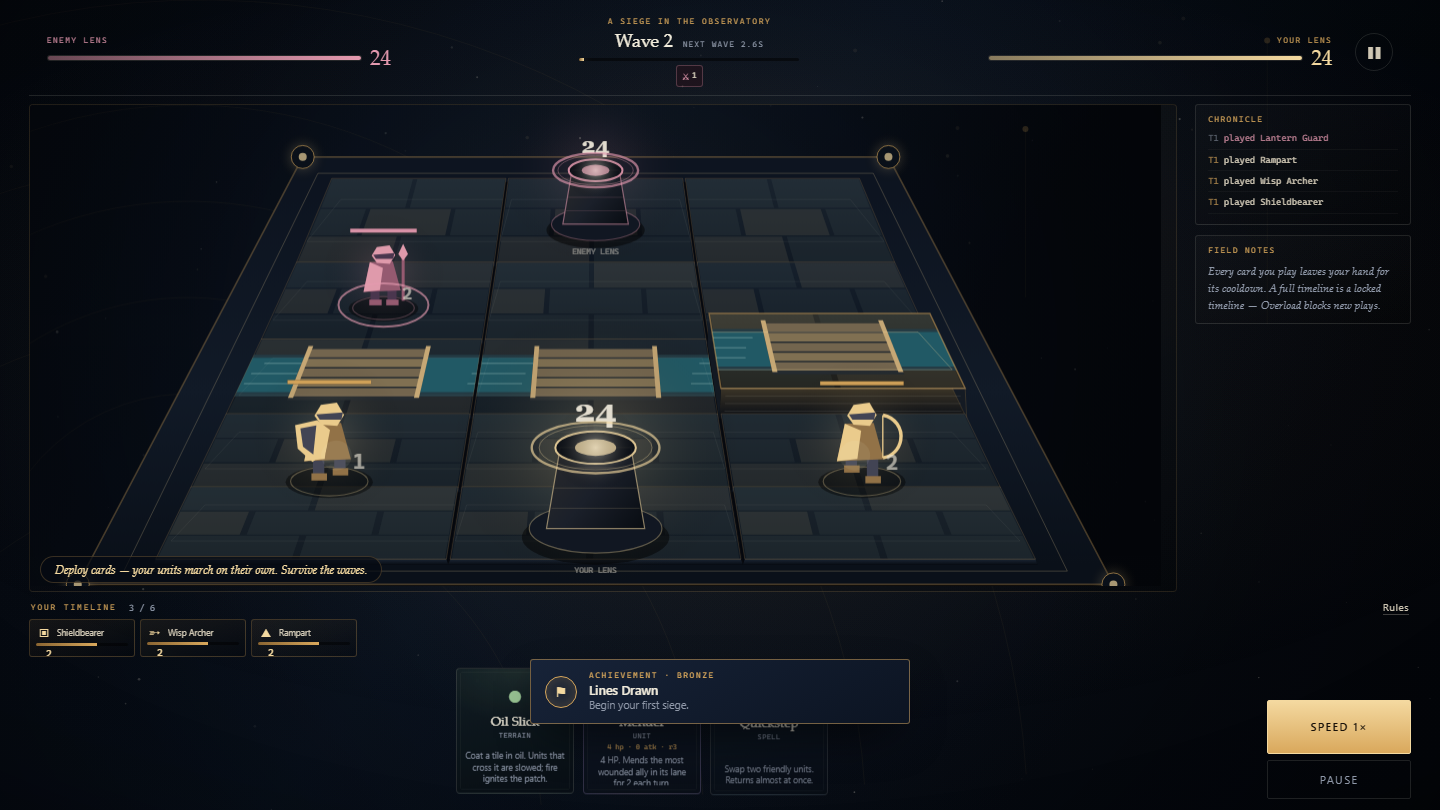 A SIEGE IN THE OBSERVATORY
ENEMY LENS
24
Wave 2 NEXT WAVE 2.6S
1
YOUR LENS
24
CHRONICLE
T1 played Lantern Guard
T1 played Rampart
T1 played Wisp Archer
T1 played Shieldbearer
FIELD NOTES
Every card you play leaves your hand for
its cooldown. A full timeline is a locked
timeline — Overload blocks new plays.
24
ENEMY LENS
2
24
1
2
YOUR LENS
Deploy cards — your units march on their own. Survive the waves.
YOUR TIMELINE 3 / 6
Rules
Shieldbearer
2
Wisp Archer
2
Rampart
2
ACHIEVEMENT · BRONZE
Lines Drawn
Begin your first siege.
Oil Slick
TERRAIN
Coat a tile in oil. Units that
cross it are slowed; fire
ignites the patch.
Mender
UNIT
4 hp · 0 atk · r3
4 HP. Mends the most
wounded ally in its lane
for 2 each turn
Quickstep
SPELL
Swap two friendly units.
Returns almost at once.
SPEED 1×
PAUSE